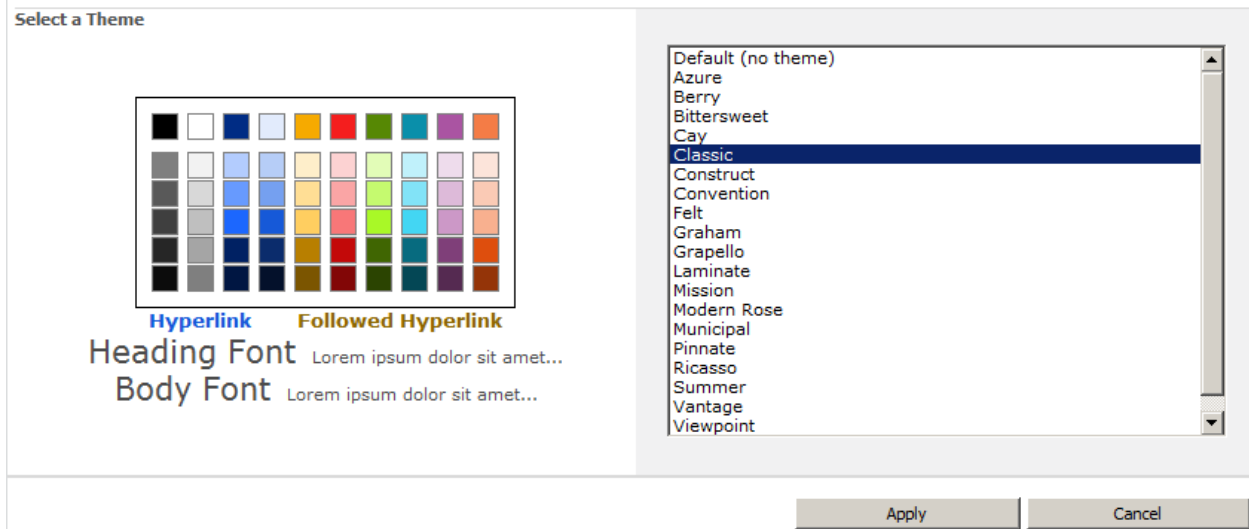 Select a Theme
Hyperlink Followed Hyperlink
Heading Font Lorem ipsum dolor sit amet...
Body Font Lorem ipsum dolor sit amet...
Default (no theme)
Azure
Berry
Bittersweet
Cay
Classic
Construct
Convention
Felt
Graham
Grapello
Laminate
Mission
Modern Rose
Municipal
Pinnate
Ricasso
Summer
Vantage
Viewpoint
Apply Cancel